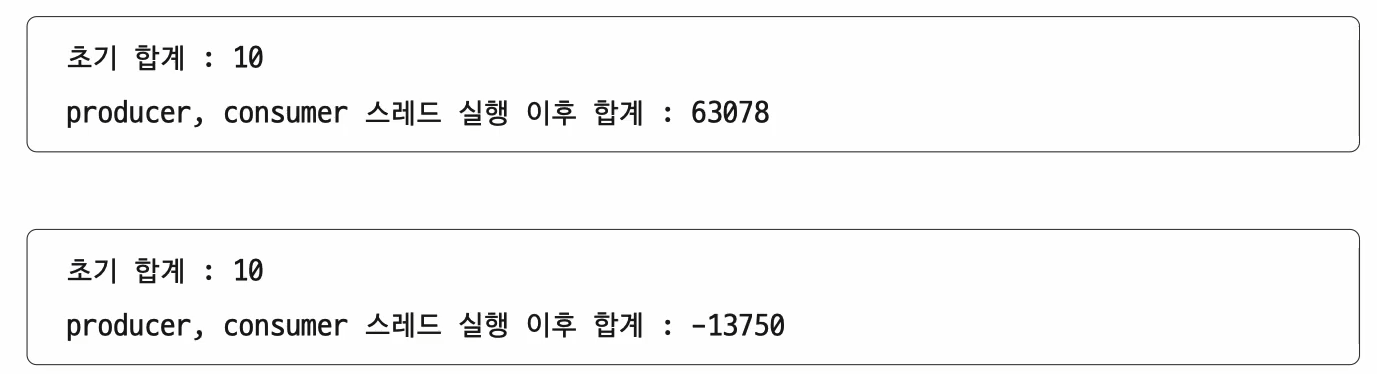 초기 합계 : 10
producer, consumer 스레드 실행 이후 합계 : 63078
초기 합계 : 10
producer, consumer 스레드 실행 이후 합계 : -13750